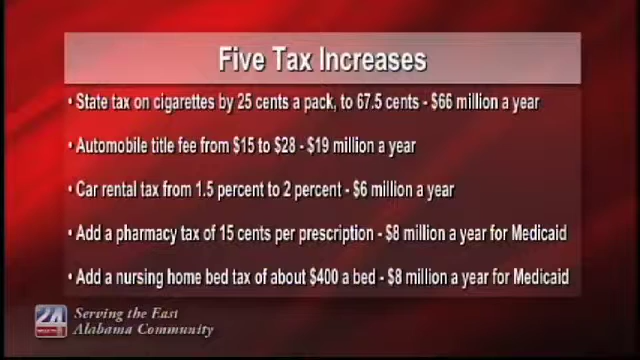 Five Tax Increases
• State tax on cigarettes by 25 cents a pack, to 67.5 cents - $66 million a year
• Automobile title fee from $15 to $28 - $19 million a year
• Car rental tax from 1.5 percent to 2 percent - $6 million a year
• Add a pharmacy tax of 15 cents per prescription - $8 million a year for Medicaid
• Add a nursing home bed tax of about $400 a bed - $8 million a year for Medicaid
24
Serving the East
Alabama Community